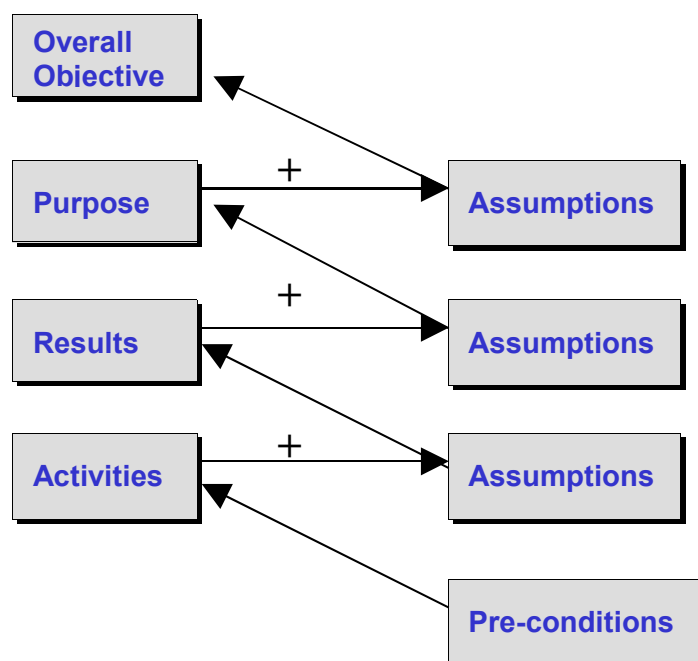 Overall
Objective
+
Purpose
Assumptions
+
Results
Assumptions
+
Activities
Assumptions
Pre-conditions